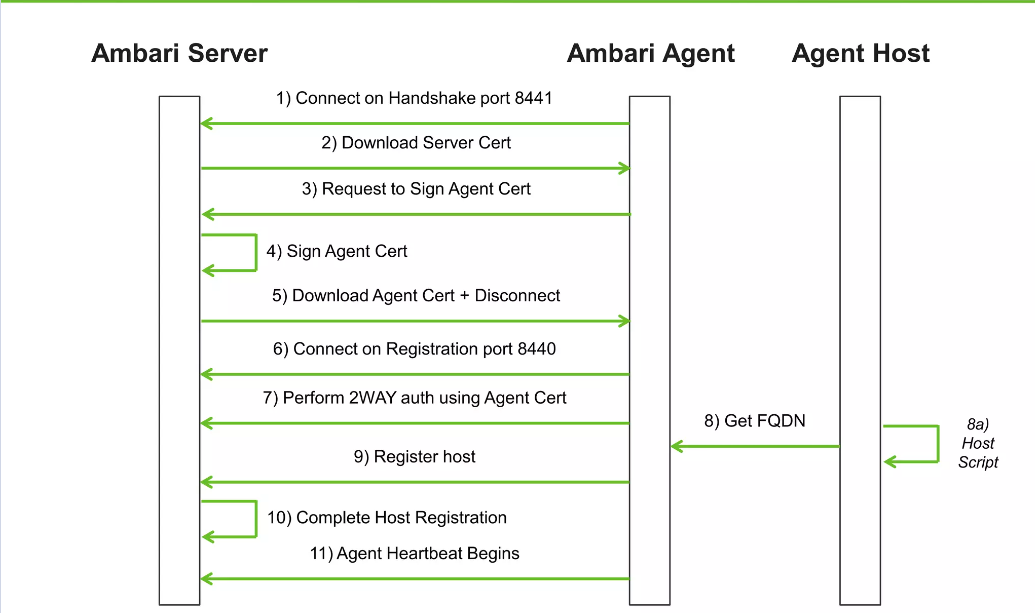 Ambari Server
Ambari Agent
Agent Host
1) Connect on Handshake port 8441
2) Download Server Cert
3) Request to Sign Agent Cert
4) Sign Agent Cert
5) Download Agent Cert + Disconnect
6) Connect on Registration port 8440
7) Perform 2WAY auth using Agent Cert
8) Get FQDN
8a)
Host
Script
9) Register host
10) Complete Host Registration
11) Agent Heartbeat Begins